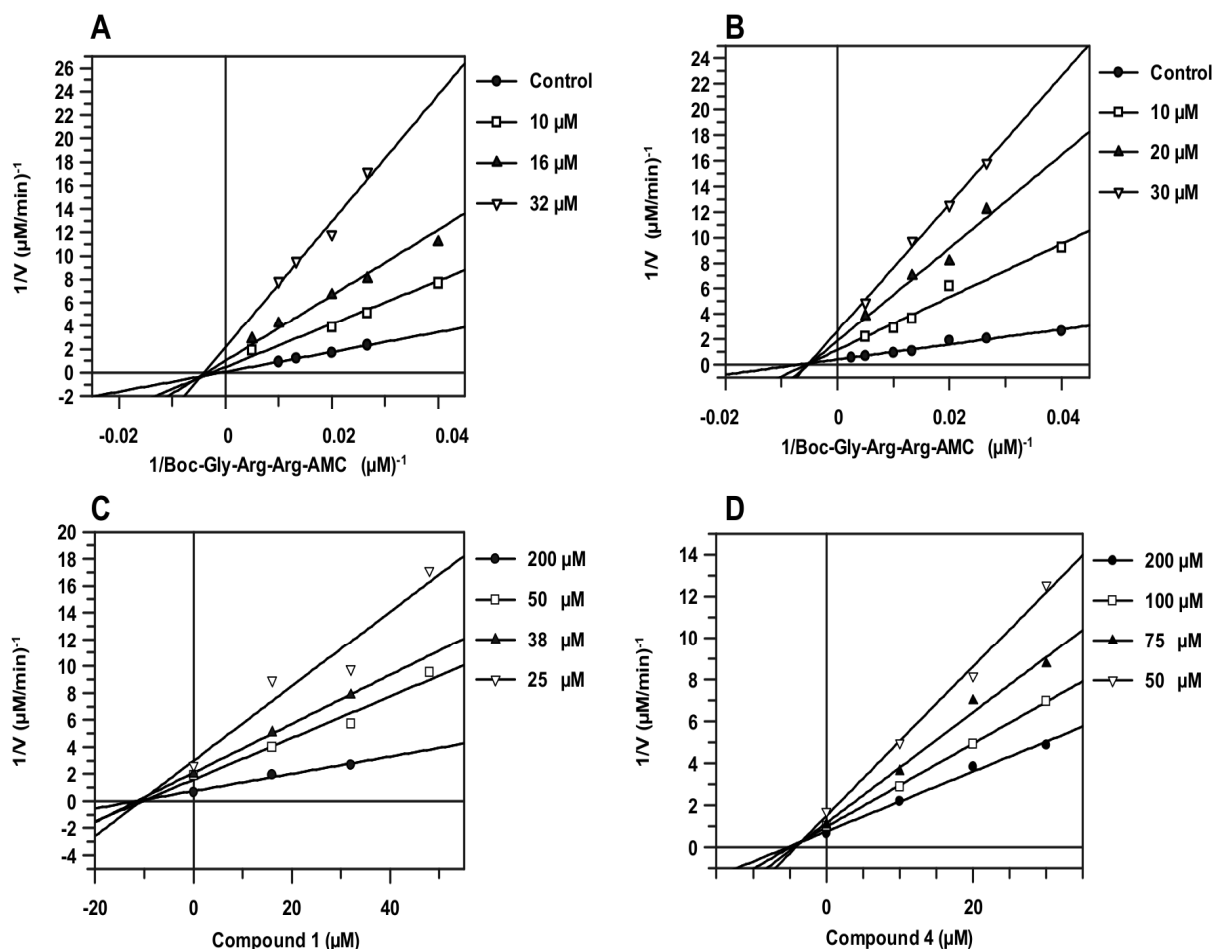 A
26
24
22
20
18
16
14
12
10
8
6
4
2
0
-2
1/V (µM/min)-1
-0.02
0
0.02
0.04
1/Boc-Gly-Arg-Arg-AMC (µM)-1
Control
10 µM
16 µM
32 µM
B
24
22
20
18
16
14
12
10
8
6
4
2
0
1/V (µM/min)-1
-0.02
0
0.02
0.04
1/Boc-Gly-Arg-Arg-AMC (µM)-1
Control
10 µM
20 µM
30 µM
C
20
18
16
14
12
10
8
6
4
2
0
-2
-4
1/V (µM/min)-1
-20
0
20
40
Compound 1 (µM)
200 µM
50 µM
38 µM
25 µM
D
14
12
10
8
6
4
2
0
1/V (µM/min)-1
0
20
Compound 4 (µM)
200 µM
100 µM
75 µM
50 µM